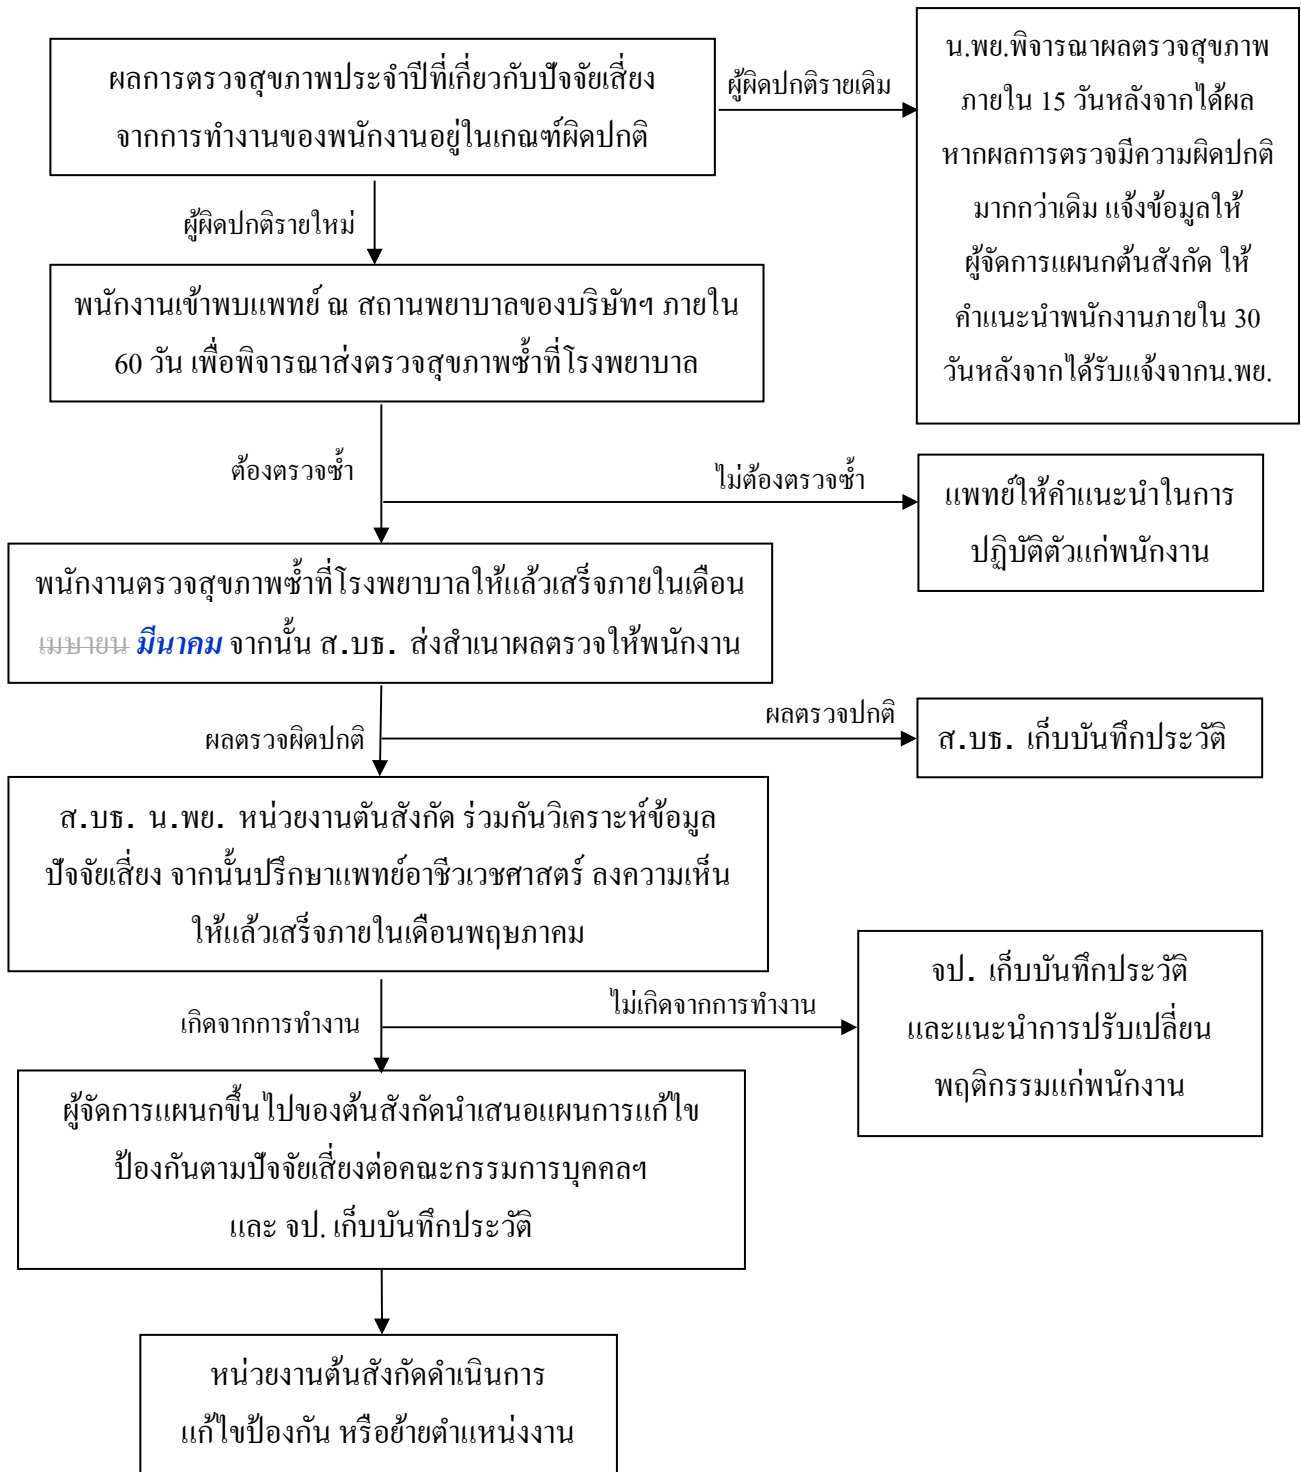 ผลการตรวจสุขภาพประจำปีที่เกี่ยวกับปัจจัยเสี่ยง
จากการทำงานของพนักงานอยู่ในเกณฑ์ผิดปกติ
ผู้ผิดปกติรายเดิม
น.พย.พิจารณาผลตรวจสุขภาพ
ภายใน 15 วันหลังจากได้ผล
หากผลการตรวจมีความผิดปกติ
มากกว่าเดิม แจ้งข้อมูลให้
ผู้จัดการแผนกต้นสังกัด ให้
คำแนะนำพนักงานภายใน 30
วันหลังจากได้รับแจ้งจากน.พย.
ผู้ผิดปกติรายใหม่
พนักงานเข้าพบแพทย์ ณ สถานพยาบาลของบริษัทฯ ภายใน
60 วัน เพื่อพิจารณาส่งตรวจสุขภาพซ้ำที่โรงพยาบาล
ต้องตรวจซ้ำ
ไม่ต้องตรวจซ้ำ
แพทย์ให้คำแนะนำในการ
ปฏิบัติตัวแก่พนักงาน
พนักงานตรวจสุขภาพซ้ำที่โรงพยาบาลให้แล้วเสร็จภายในเดือน
เมษายน มีนาคม จากนั้น ส.บธ. ส่งสำเนาผลตรวจให้พนักงาน
ผลตรวจผิดปกติ
ผลตรวจปกติ
ส.บธ. เก็บบันทึกประวัติ
ส.บธ. น.พย. หน่วยงานต้นสังกัด ร่วมกันวิเคราะห์ข้อมูล
ปัจจัยเสี่ยง จากนั้นปรึกษาแพทย์อาชีวเวชศาสตร์ ลงความเห็น
ให้แล้วเสร็จภายในเดือนพฤษภาคม
เกิดจากการทำงาน
ไม่เกิดจากการทำงาน
จป. เก็บบันทึกประวัติ
และแนะนำการปรับเปลี่ยน
พฤติกรรมแก่พนักงาน
ผู้จัดการแผนกขึ้นไปของต้นสังกัดนำเสนอแผนการแก้ไข
ป้องกันตามปัจจัยเสี่ยงต่อคณะกรรมการบุคคลฯ
และ จป. เก็บบันทึกประวัติ
หน่วยงานต้นสังกัดดำเนินการ
แก้ไขป้องกัน หรือย้ายตำแหน่งงาน